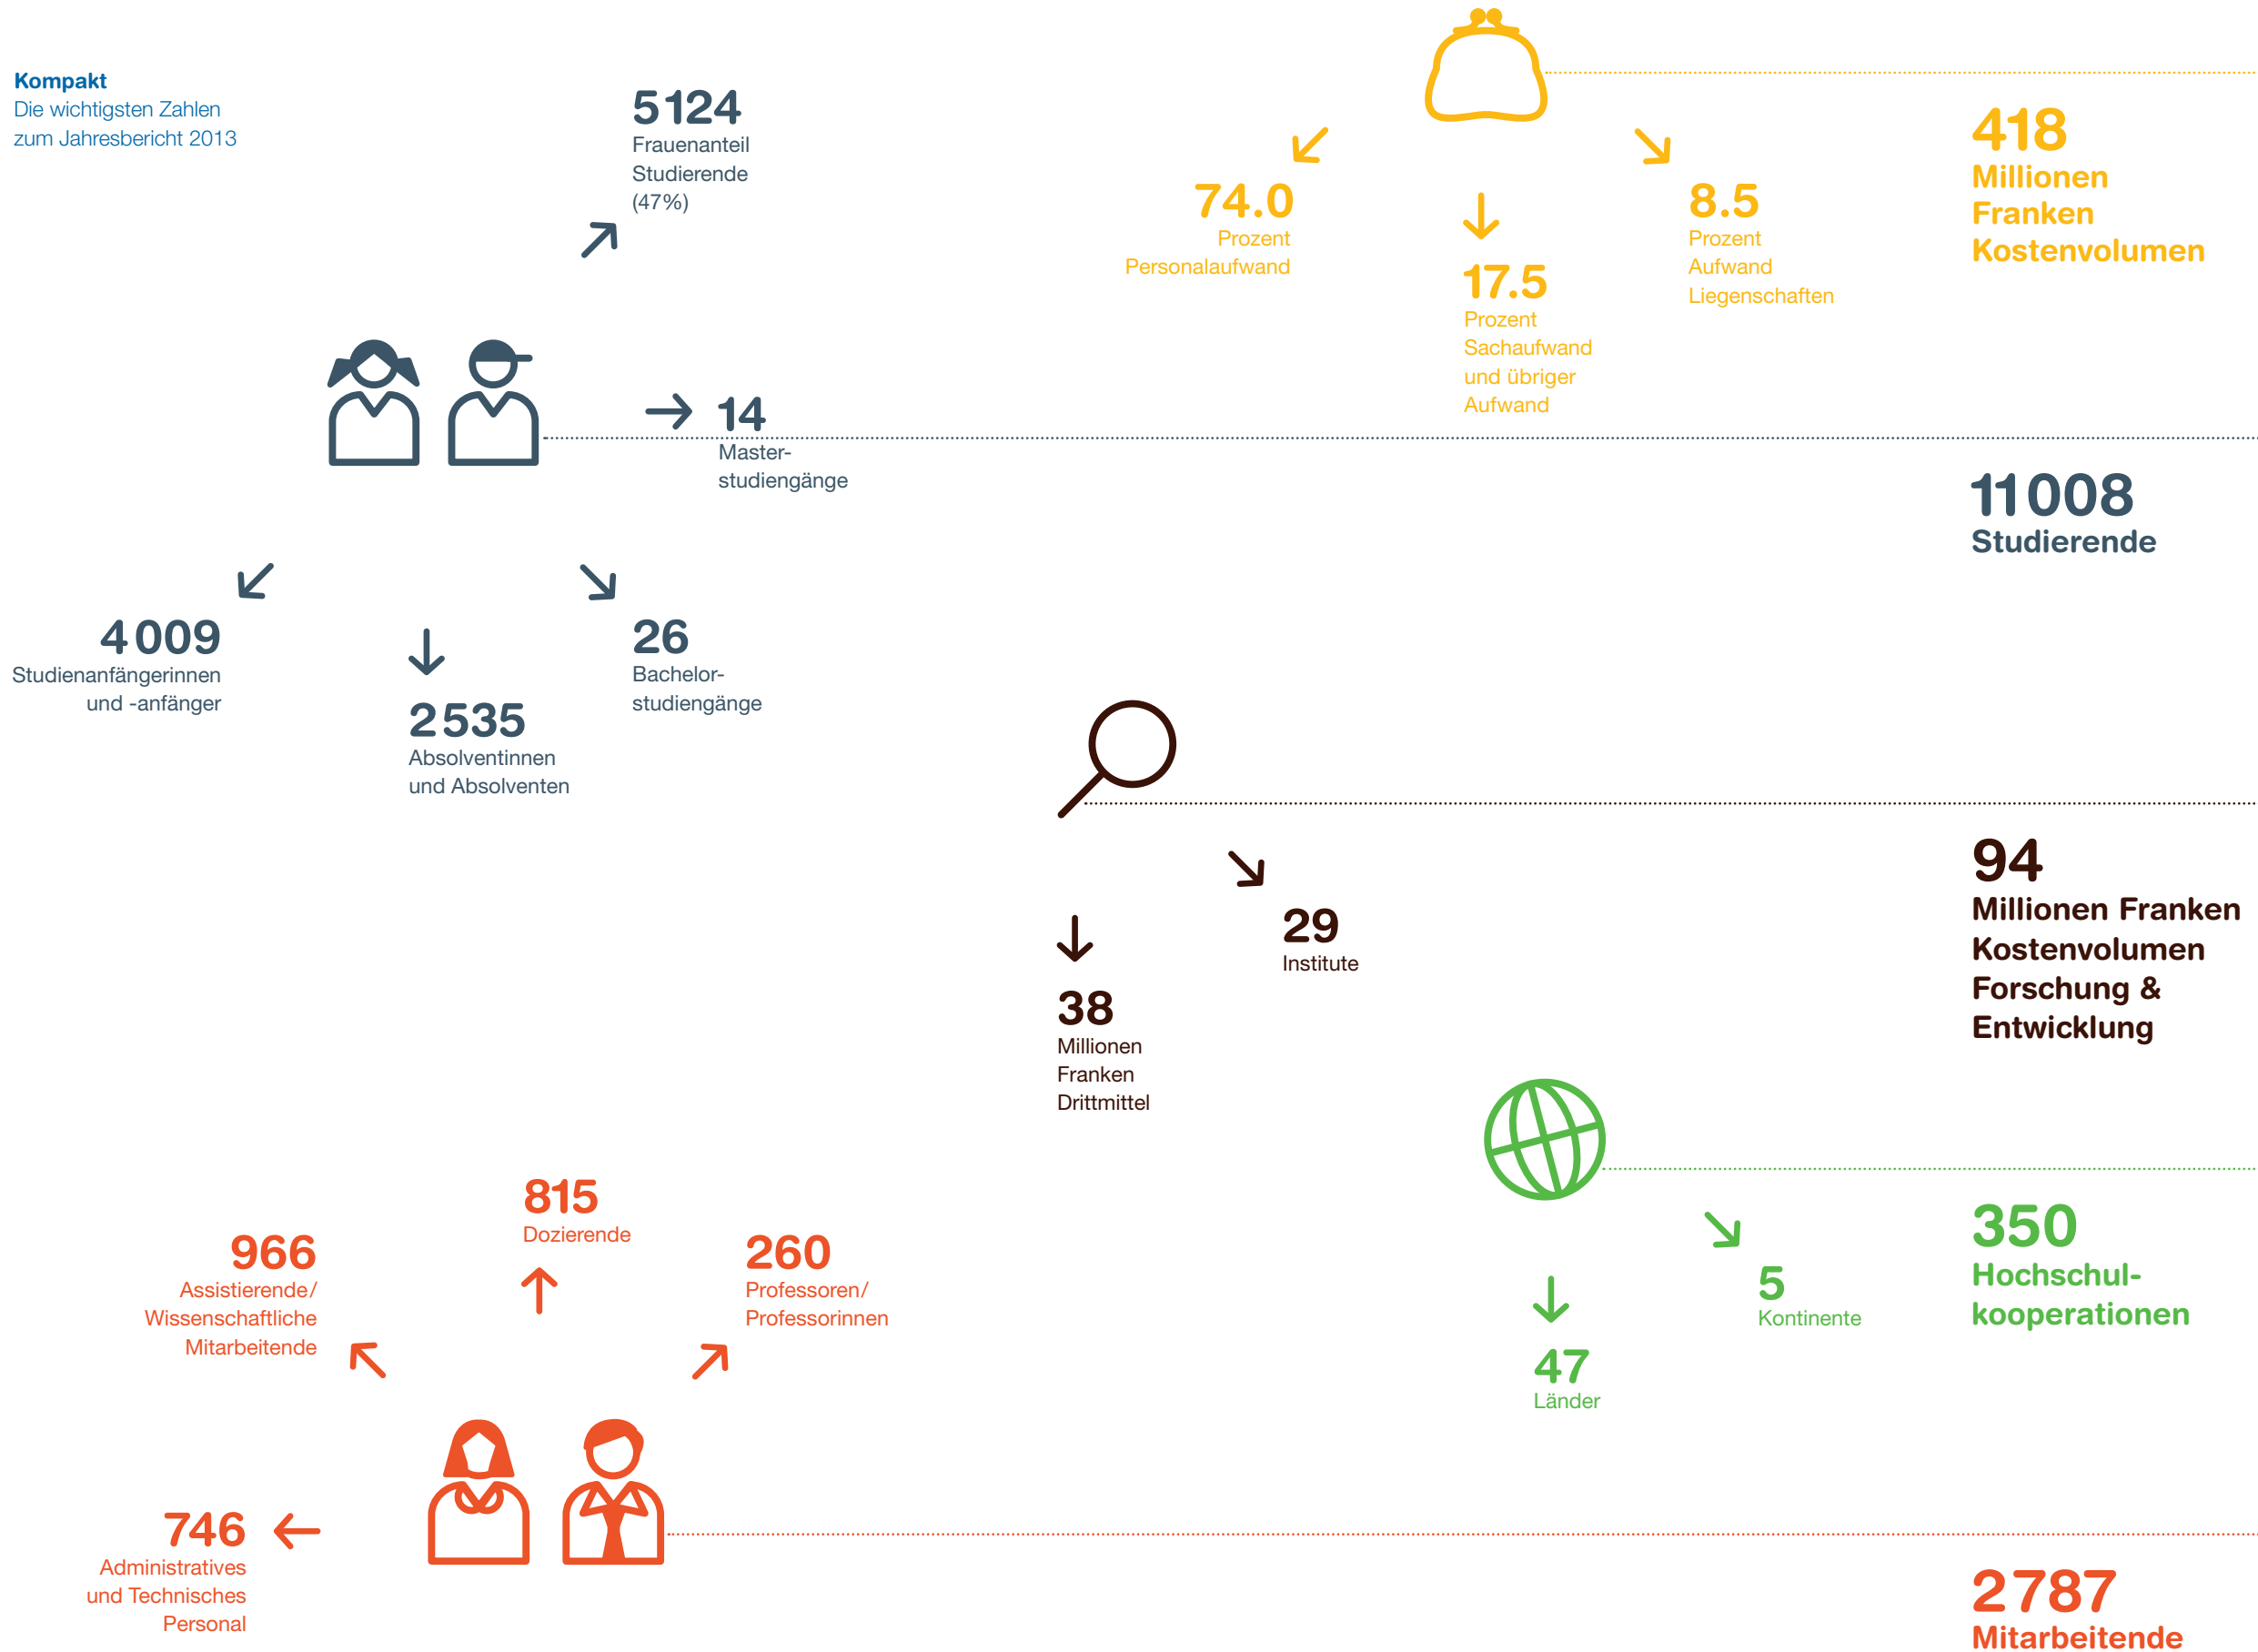 Kompakt
Die wichtigsten Zahlen
zum Jahresbericht 2013
5124
Frauenanteil
Studierende
(47%)
74.0
Prozent
Personalaufwand
17.5
Prozent
Sachaufwand
und übriger
Aufwand
8.5
Prozent
Aufwand
Liegenschaften
418
Millionen
Franken
Kostenvolumen
14
Master-
studiengänge
11008
Studierende
4009
Studienanfängerinnen
und -anfänger
2535
Absolventinnen
und Absolventen
26
Bachelor-
studiengänge
38
Millionen
Franken
Drittmittel
29
Institute
94
Millionen Franken
Kostenvolumen
Forschung &
Entwicklung
966
Assistierende/
Wissenschaftliche
Mitarbeitende
815
Dozierende
260
Professoren/
Professorinnen
47
Länder
5
Kontinente
350
Hochschul-
kooperationen
746
Administratives
und Technisches
Personal
2787
Mitarbeitende